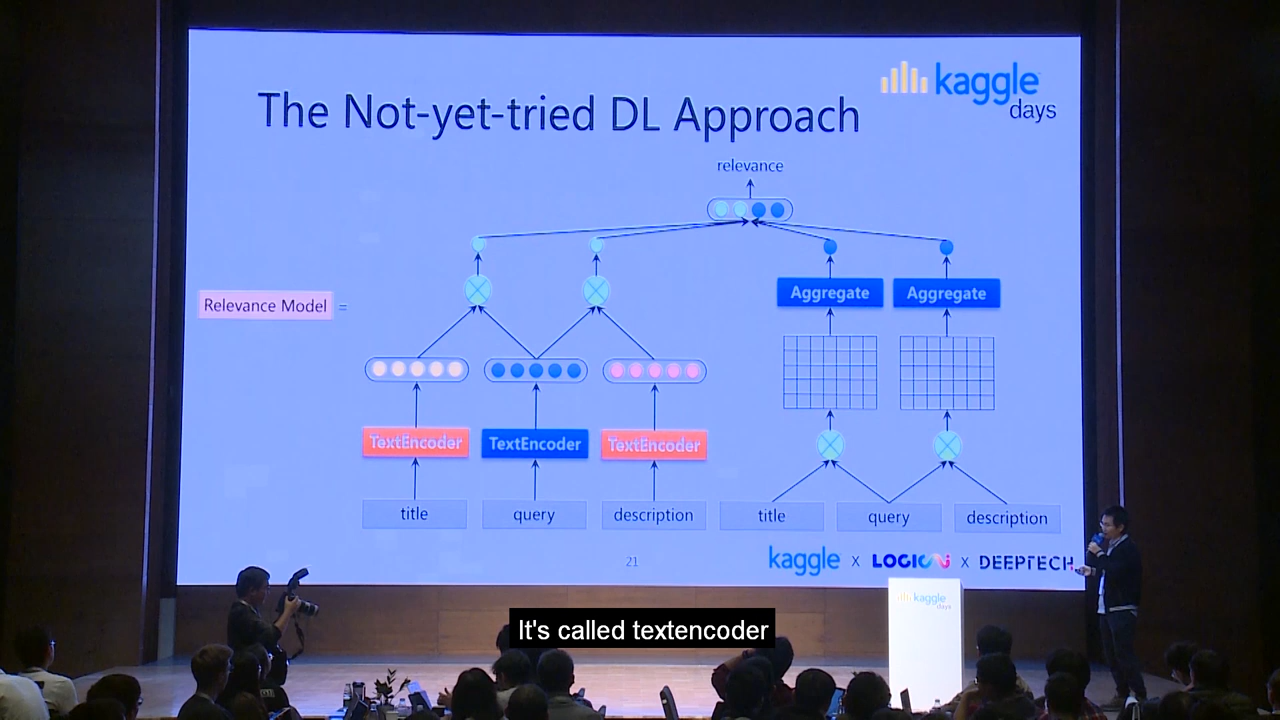 The Not-yet-tried DL Approach
kaggle
days
relevance
Aggregate
Aggregate
Relevance Model =
TextEncoder
TextEncoder
TextEncoder
title
query
description
title
query
description
21
kaggle x LOGIC x DEEPTECH
kaggle
days
It's called textencoder